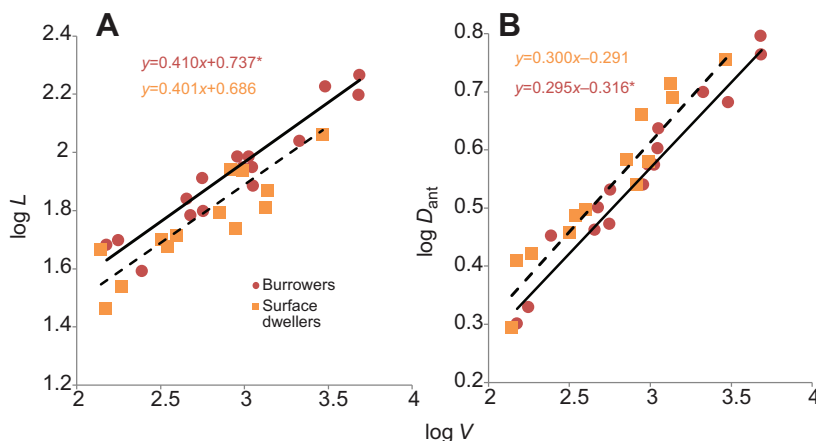 A
y=0.410x+0.737*
y=0.401x+0.686
2.4
2.2
2
1.8
1.6
1.4
1.2
log L
Burrowers
Surface
dwellers
2
2.5
3
3.5
4
B
y=0.300x–0.291
y=0.295x–0.316*
0.8
0.7
0.6
0.5
0.4
0.3
0.2
log Dant
2
2.5
3
3.5
4
log V